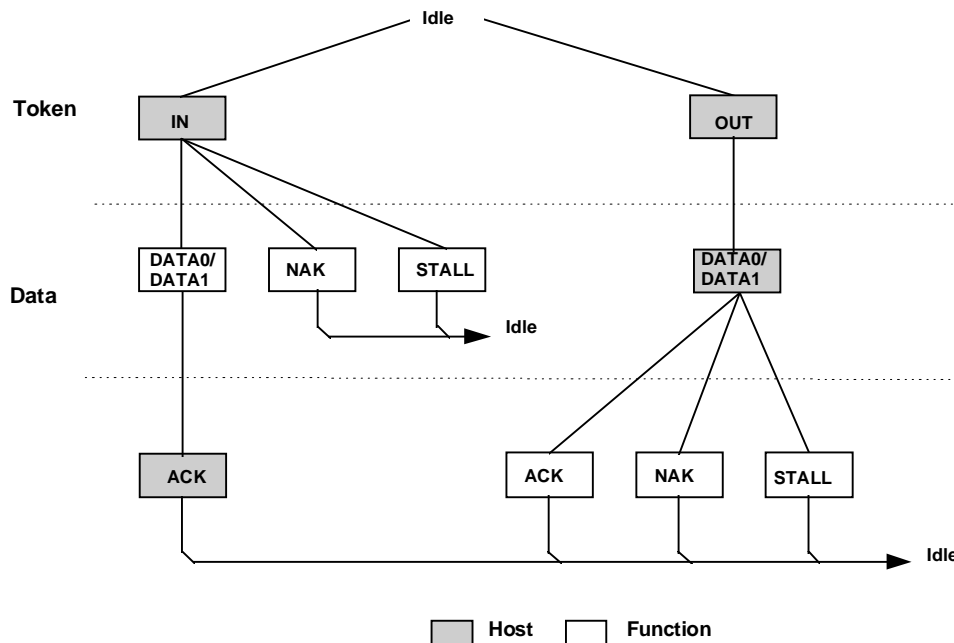 Idle
Token
IN
OUT
DATA0/
DATA1
NAK
STALL
DATA0/
DATA1
Data
Idle
ACK
ACK
NAK
STALL
Idle
Host
Function